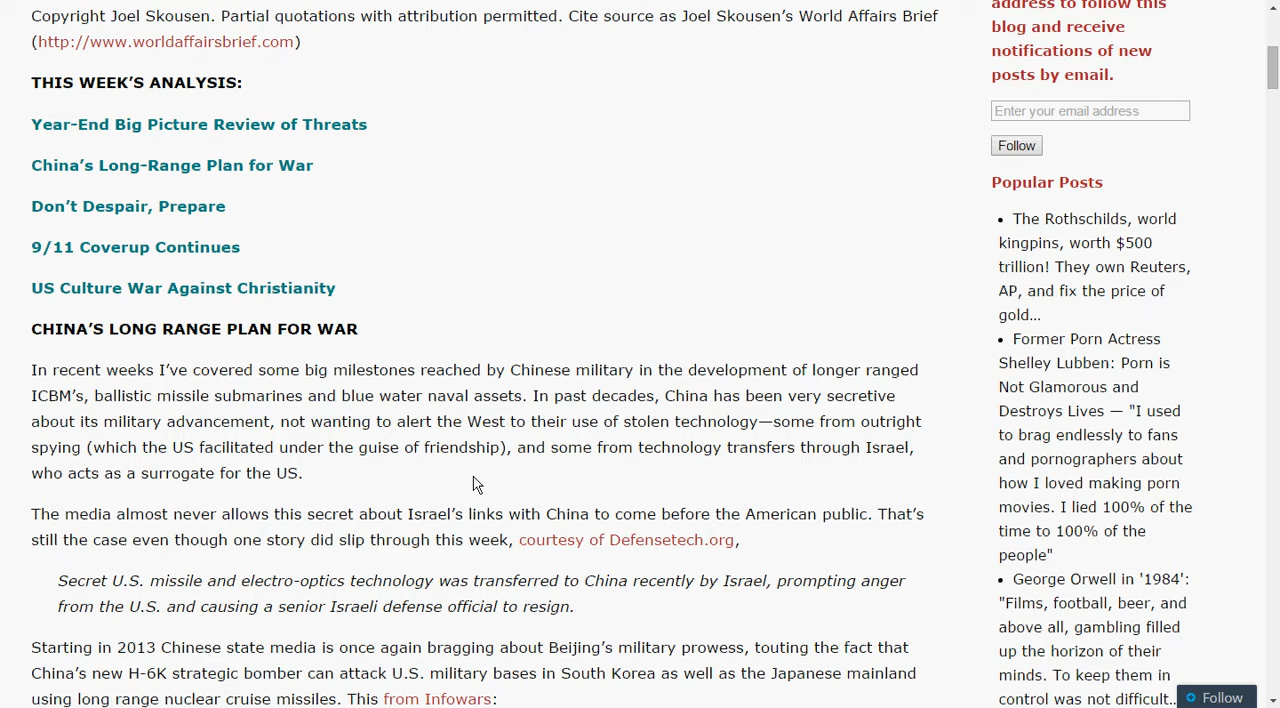 Copyright Joel Skousen. Partial quotations with attribution permitted. Cite source as Joel Skousen’s World Affairs Brief
(http://www.worldaffairsbrief.com)
THIS WEEK’S ANALYSIS:
Year-End Big Picture Review of Threats
China’s Long-Range Plan for War
Don’t Despair, Prepare
9/11 Coverup Continues
US Culture War Against Christianity
CHINA’S LONG RANGE PLAN FOR WAR
In recent weeks I’ve covered some big milestones reached by Chinese military in the development of longer ranged
ICBM’s, ballistic missile submarines and blue water naval assets. In past decades, China has been very secretive
about its military advancement, not wanting to alert the West to their use of stolen technology—some from outright
spying (which the US facilitated under the guise of friendship), and some from technology transfers through Israel,
who acts as a surrogate for the US.
The media almost never allows this secret about Israel’s links with China to come before the American public. That’s
still the case even though one story did slip through this week, courtesy of Defensetech.org,
Secret U.S. missile and electro-optics technology was transferred to China recently by Israel, prompting anger
from the U.S. and causing a senior Israeli defense official to resign.
Starting in 2013 Chinese state media is once again bragging about Beijing’s military prowess, touting the fact that
China’s new H-6K strategic bomber can attack U.S. military bases in South Korea as well as the Japanese mainland
using long range nuclear cruise missiles. This from Infowars:
address to follow this
blog and receive
notifications of new
posts by email.
Enter your email address
Follow
Popular Posts
• The Rothschilds, world
kingpins, worth $500
trillion! They own Reuters,
AP, and fix the price of
gold...
• Former Porn Actress
Shelley Lubben: Porn is
Not Glamorous and
Destroys Lives — "I used
to brag endlessly to fans
and pornographers about
how I loved making porn
movies. I lied 100% of the
time to 100% of the
people"
• George Orwell in '1984':
"Films, football, beer, and
above all, gambling filled
up the horizon of their
minds. To keep them in
control was not difficult..
Follow